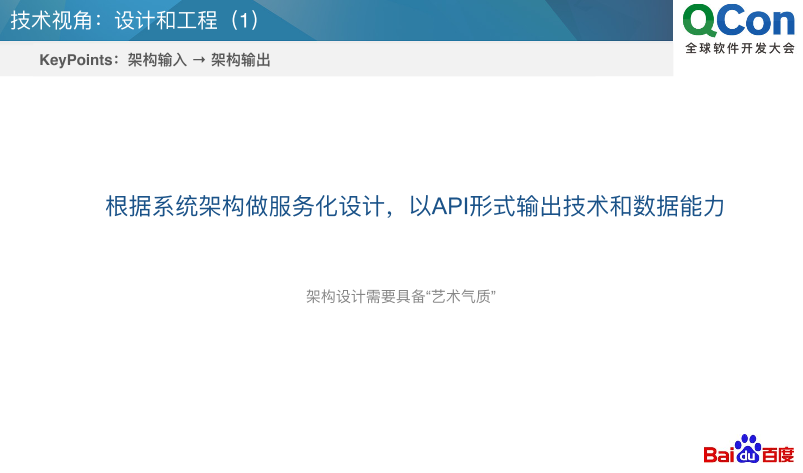 技术视角：设计和工程（1）
QCon
全球软件开发大会
KeyPoints：架构输入 → 架构输出
根据系统架构做服务化设计，以API形式输出技术和数据能力
架构设计需要具备“艺术气质”
Bai du 百度